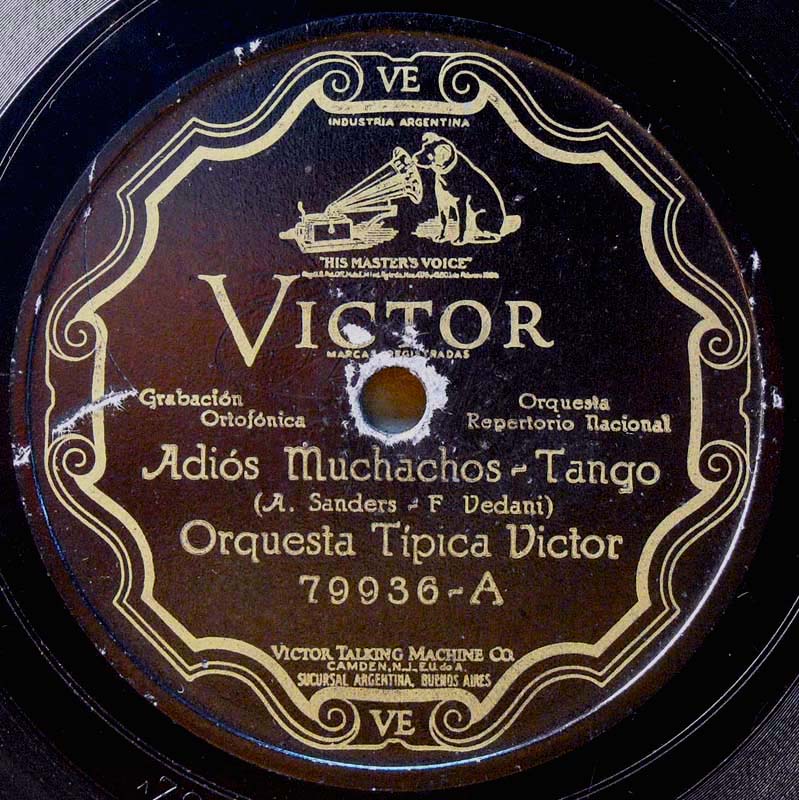 VE
INDUSTRIA ARGENTINA
"HIS MASTER'S VOICE"
VICTOR
MARCAS REGISTRADAS
Grabación
Ortofónica
Orquesta
Repertorio Nacional
Adiós Muchachos - Tango
(A. Sanders - F Vedani)
Orquesta Típica Victor
79936-A
VICTOR TALKING MACHINE CO.
CAMDEN, N.J. E.U. de A.
SUCURSAL ARGENTINA, BUENOS AIRES
VE